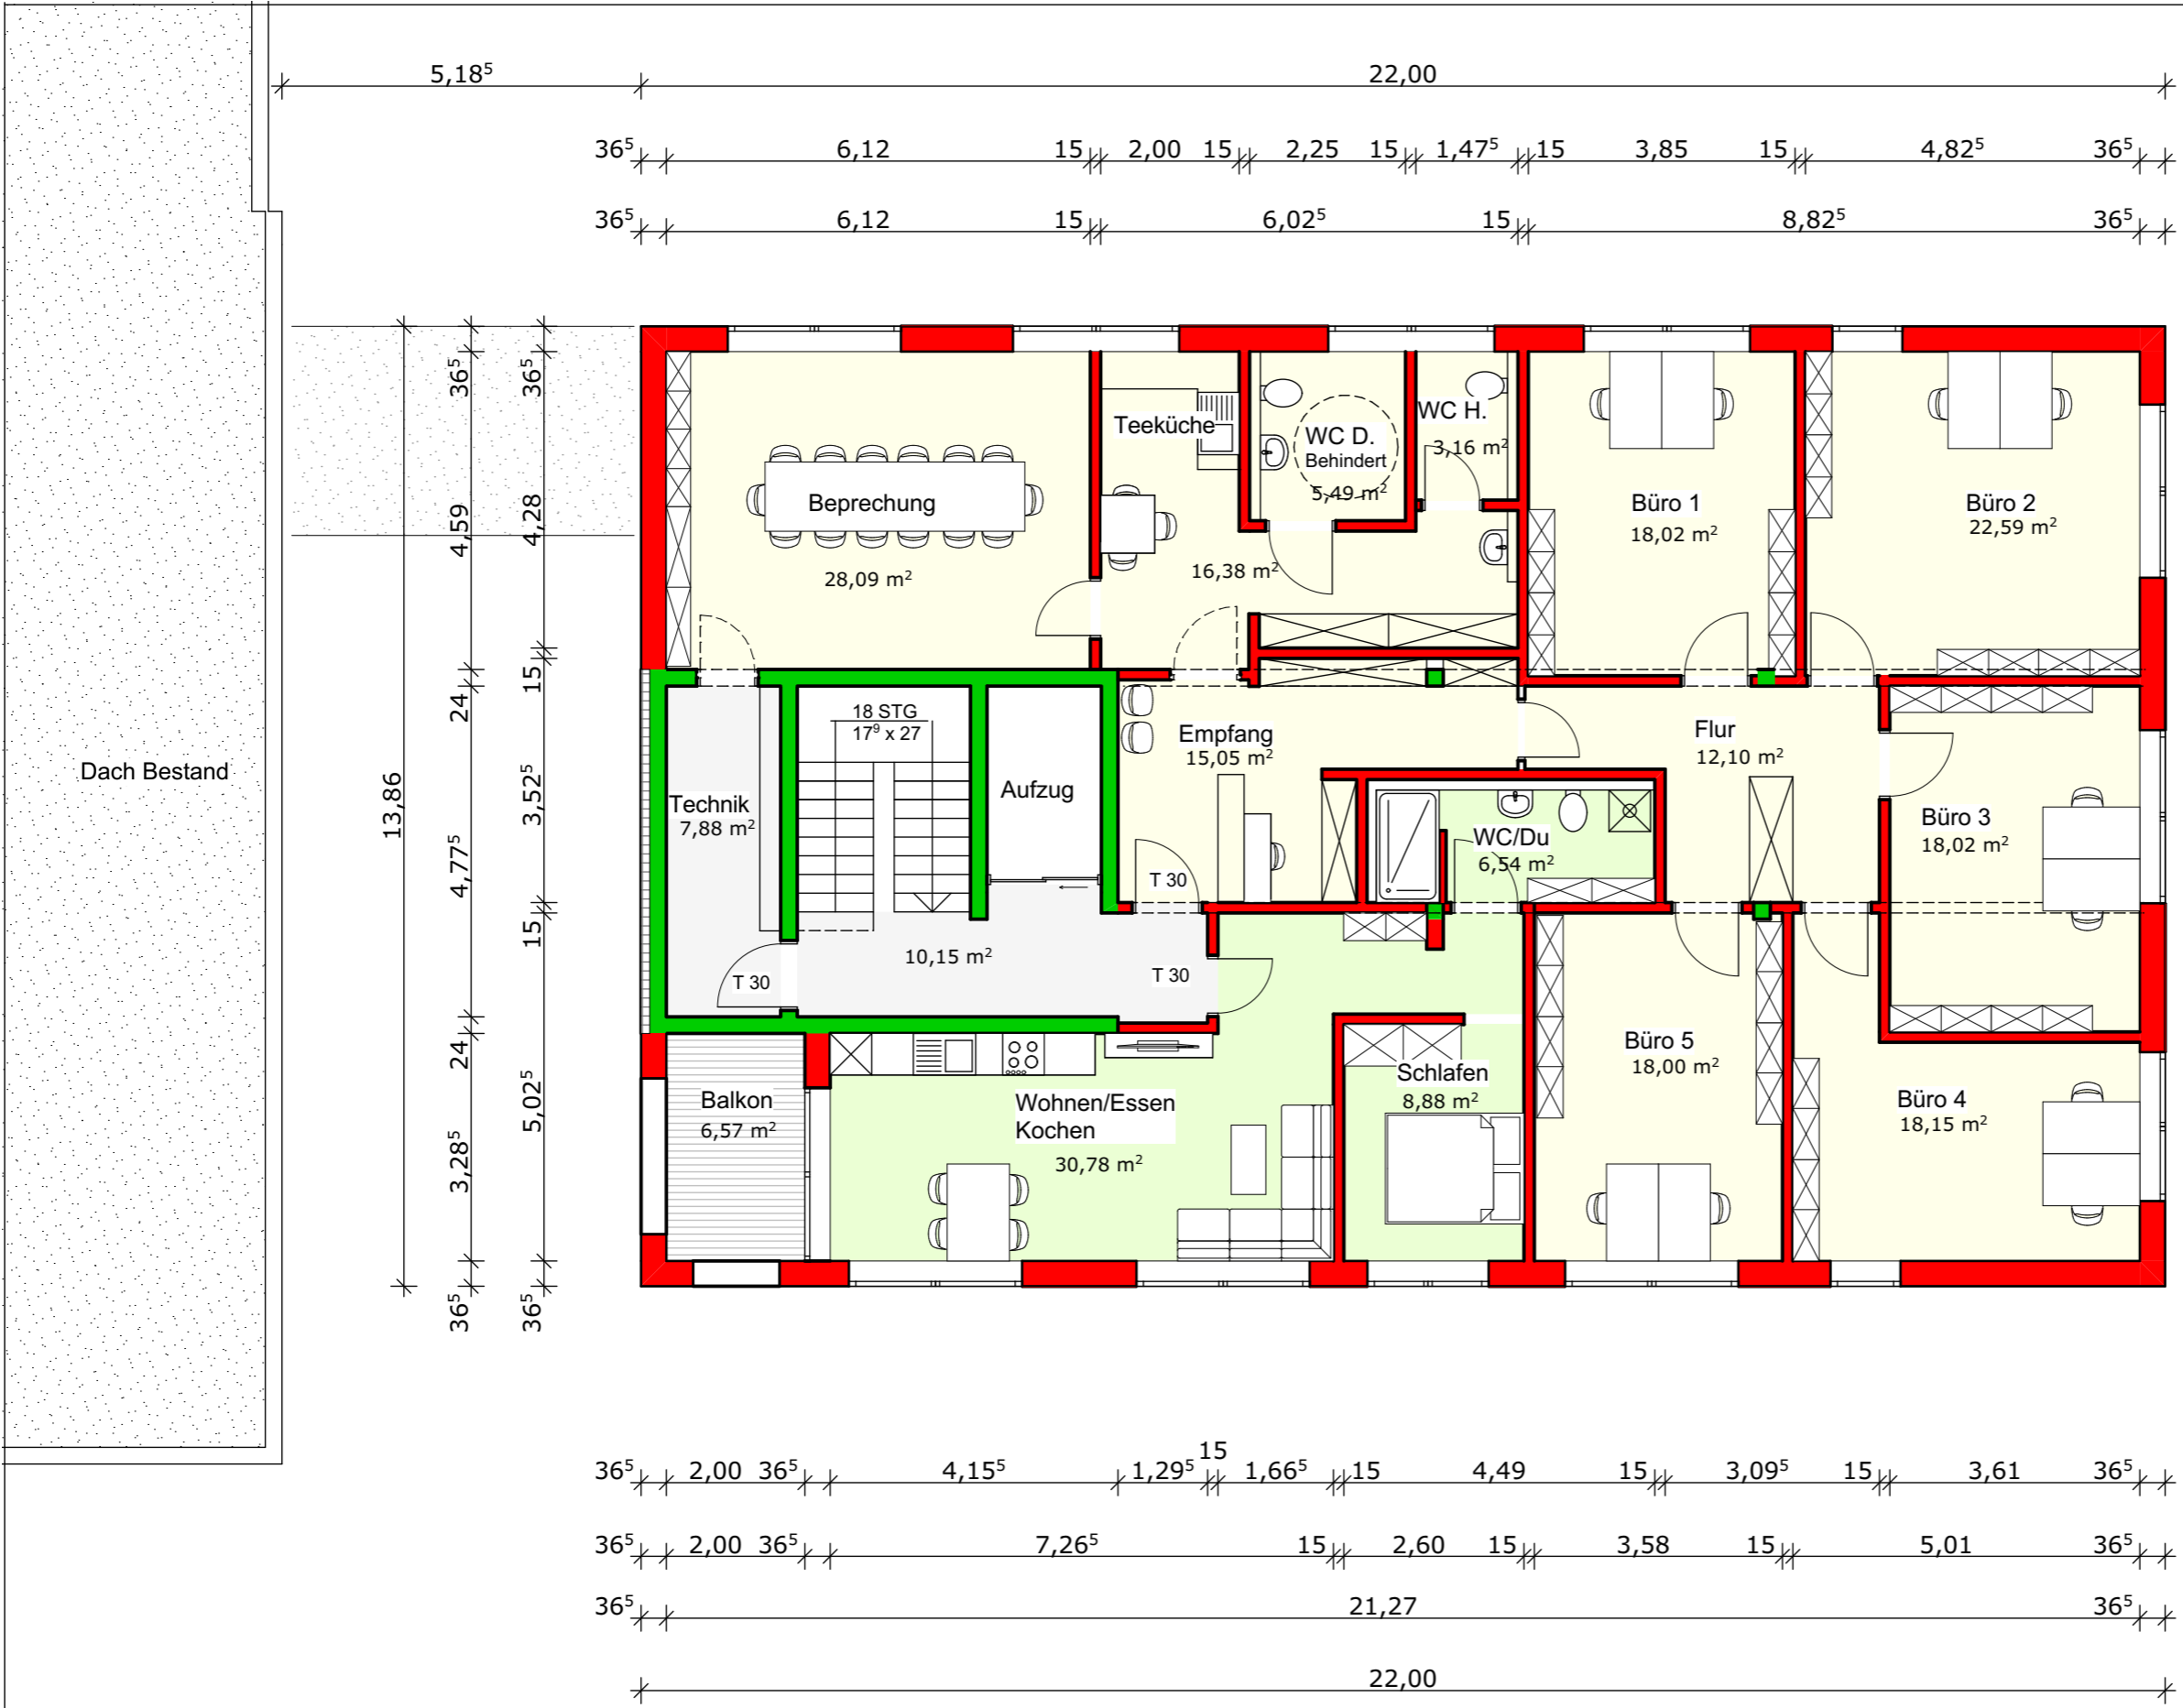 5,18⁵ 22,00
36⁵ 6,12 15 2,00 15 2,25 15 1,47⁵ 15 3,85 15 4,82⁵ 36⁵
36⁵ 6,12 15 6,02⁵ 15 8,82⁵ 36⁵
13,86
36⁵ 4,59 24 4,77⁵ 24 3,28⁵ 36⁵
36⁵ 4,28 15 3,52⁵ 15 5,02⁵ 36⁵
Dach Bestand
Beprechung
28,09 m²
Teeküche
16,38 m²
WC D.
Behindert
5,49 m²
WC H.
3,16 m²
Büro 1
18,02 m²
Büro 2
22,59 m²
Technik
7,88 m²
T 30
18 STG
17⁹ x 27
Aufzug
10,15 m²
T 30
Empfang
15,05 m²
T 30
WC/Du
6,54 m²
Flur
12,10 m²
Büro 3
18,02 m²
Balkon
6,57 m²
Wohnen/Essen
Kochen
30,78 m²
Schlafen
8,88 m²
Büro 5
18,00 m²
Büro 4
18,15 m²
15
36⁵ 2,00 36⁵ 4,15⁵ 1,29⁵ 1,66⁵ 15 4,49 15 3,09⁵ 15 3,61 36⁵
36⁵ 2,00 36⁵ 7,26⁵ 15 2,60 15 3,58 15 5,01 36⁵
36⁵ 21,27 36⁵
22,00